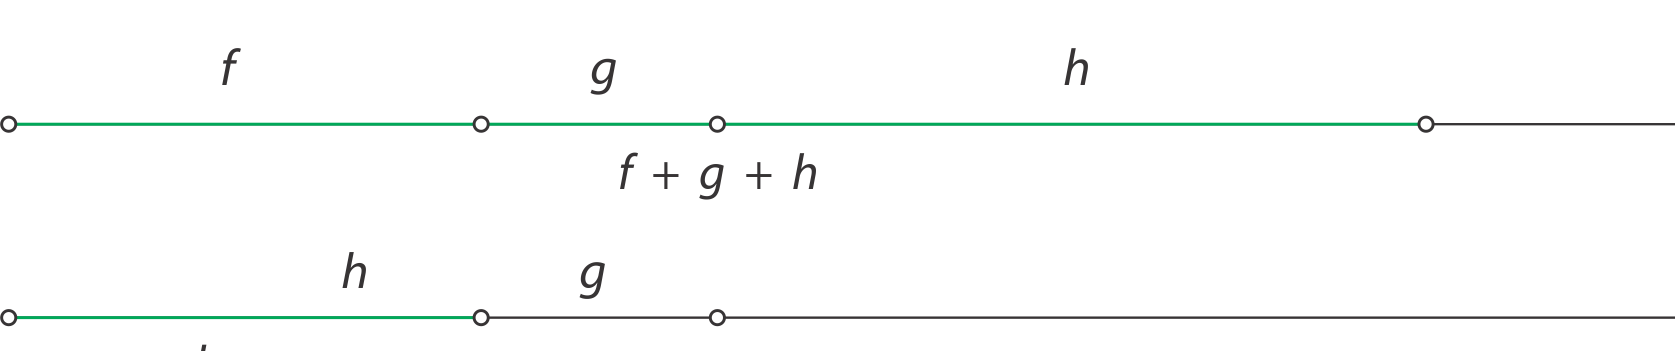 f g h
f + g + h
h g